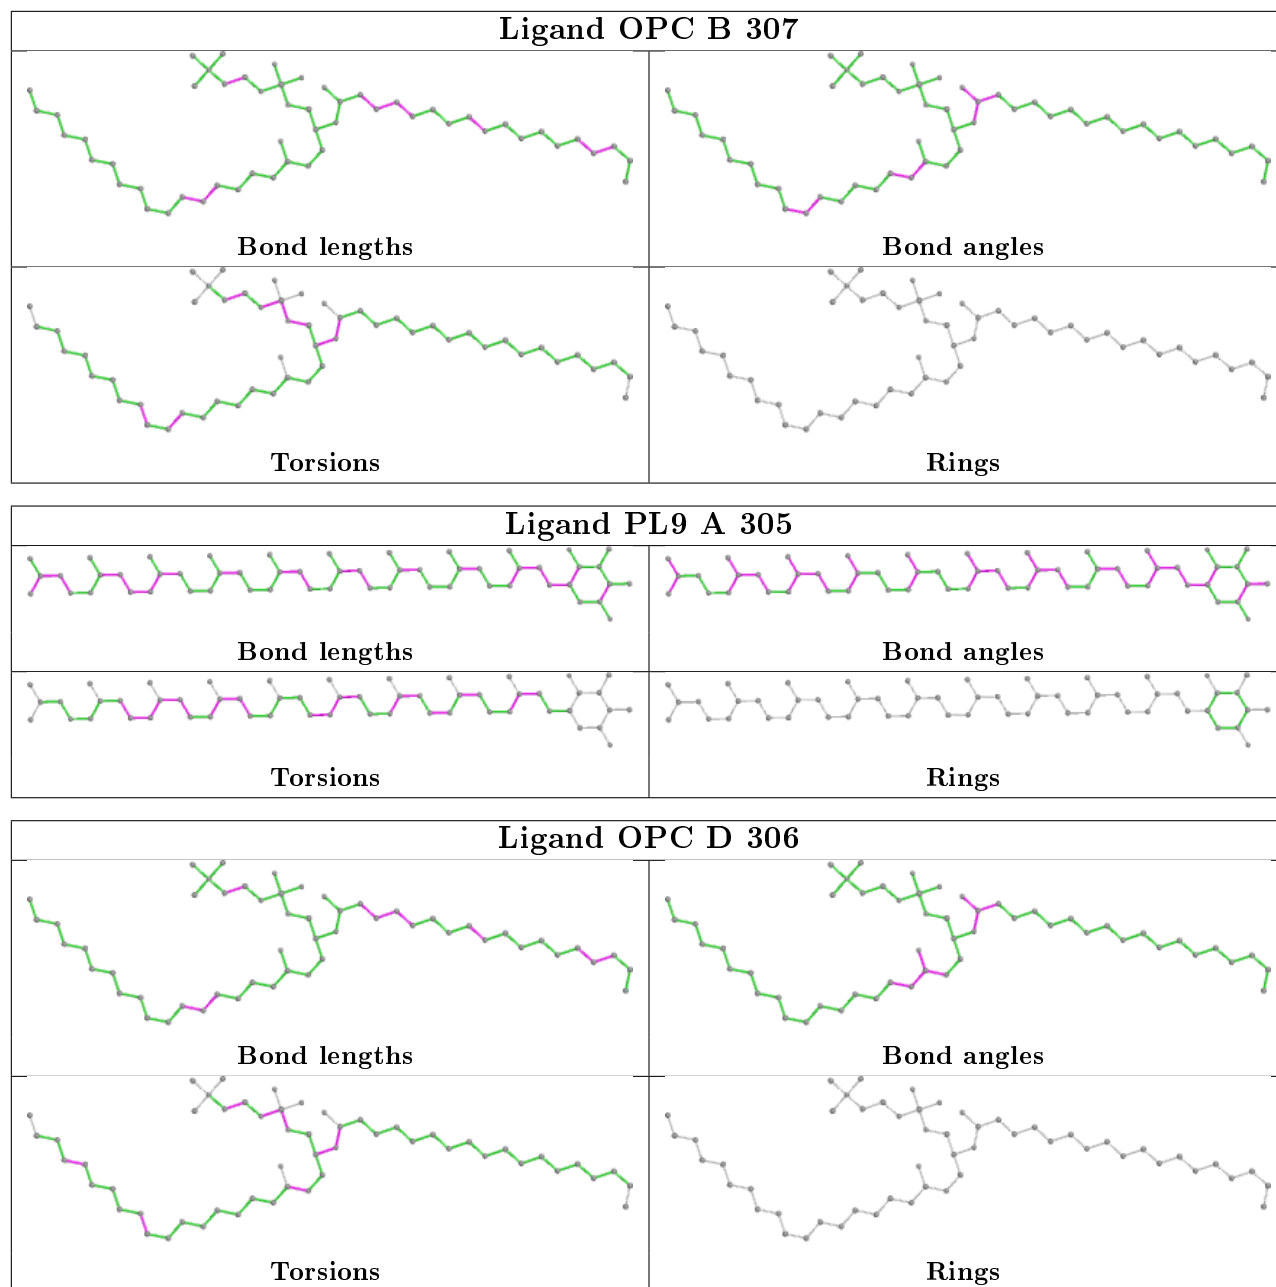 Ligand OPC B 307
Bond lengths
Bond angles
Torsions
Rings
Ligand PL9 A 305
Bond lengths
Bond angles
Torsions
Rings
Ligand OPC D 306
Bond lengths
Bond angles
Torsions
Rings